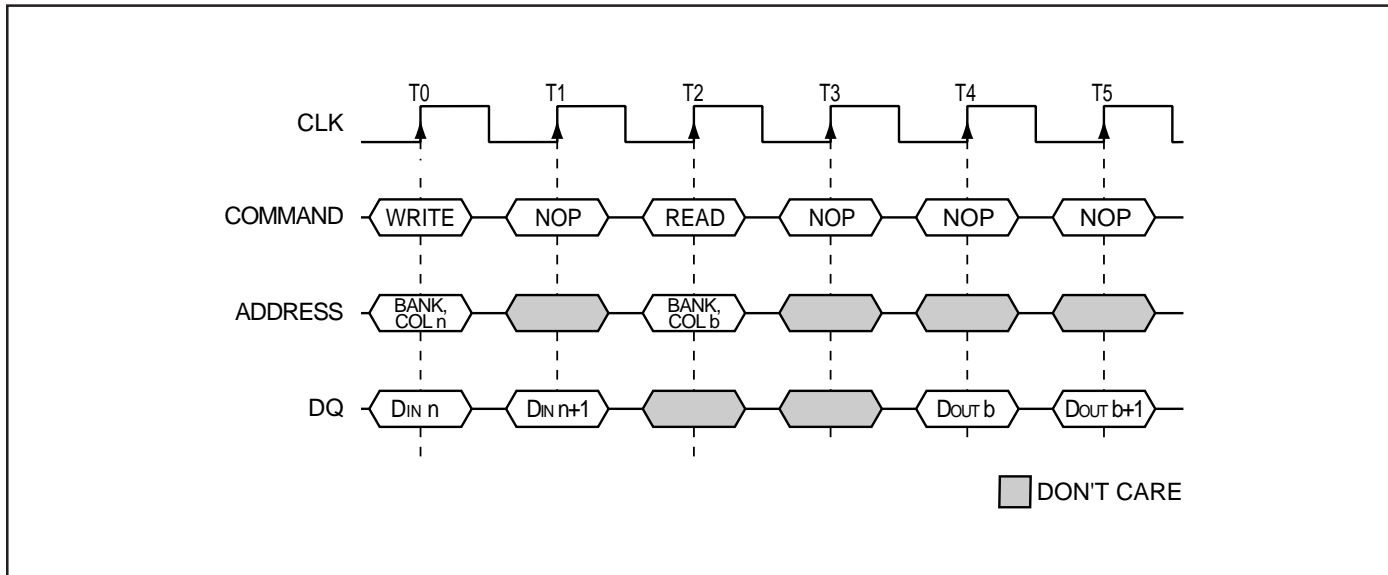 T0 T1 T2 T3 T4 T5
CLK
COMMAND WRITE NOP READ NOP NOP NOP
ADDRESS BANK, COL n BANK, COL b
DQ DIN n DIN n+1 DOUT b DOUT b+1
DON'T CARE